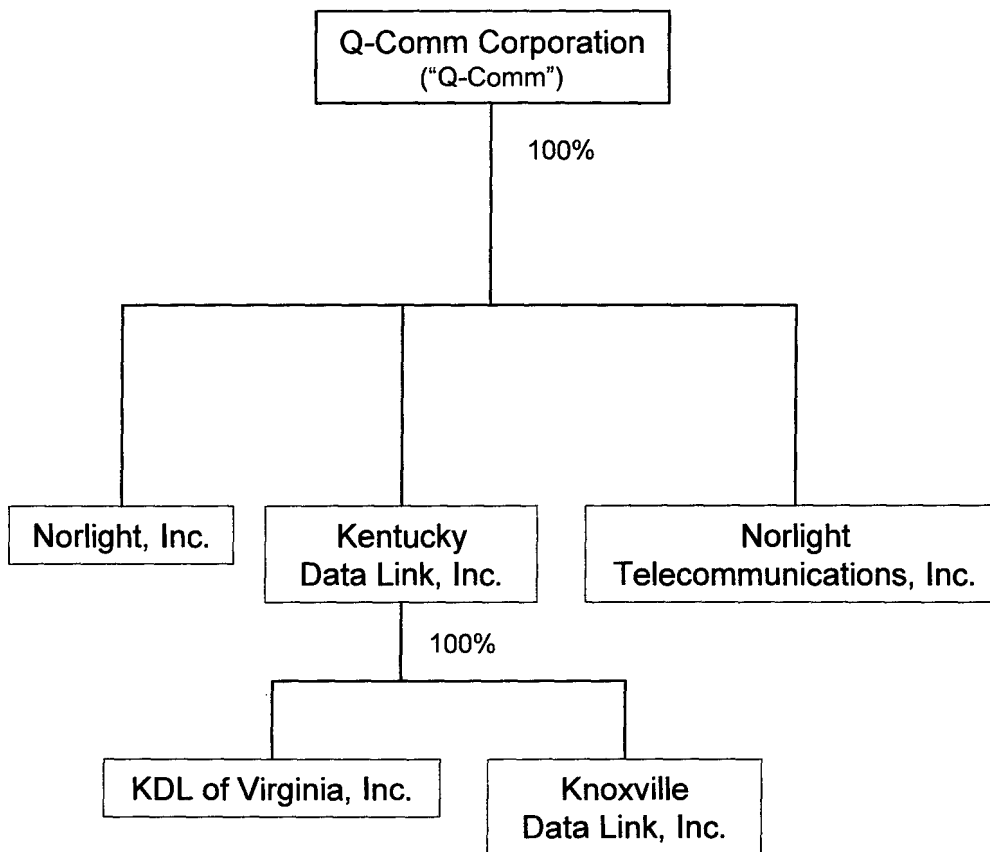 Q-Comm Corporation
("Q-Comm")
100%
Norlight, Inc.
Kentucky
Data Link, Inc.
Norlight
Telecommunications, Inc.
100%
KDL of Virginia, Inc.
Knoxville
Data Link, Inc.